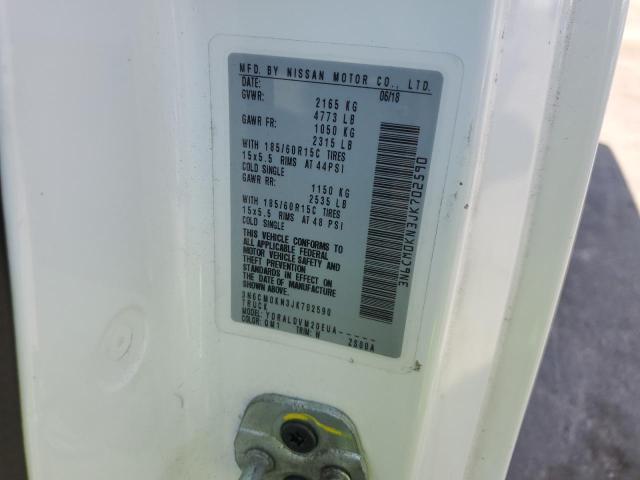 MFD. BY NISSAN MOTOR CO., LTD.
DATE: 06/18
GVWR: 2165 KG
4773 LB
GAWR FR: 1050 KG
2315 LB
WITH 185/60R15C TIRES
15x5.5 RIMS AT 44PSI
COLD SINGLE
GAWR RR: 1150 KG
2535 LB
WITH 185/60R15C TIRES
15x5.5 RIMS AT 48 PSI
COLD SINGLE
THIS VEHICLE CONFORMS TO
ALL APPLICABLE FEDERAL
MOTOR VEHICLE SAFETY AND
THEFT PREVENTION
STANDARDS IN EFFECT ON
THE DATE OF MANUFACTURE
SHOWN ABOVE.
3N6CM0KN3JK702590
TRUCK
MODEL: YDRALDVM20EUA-----
COLOR: QM1 TRIM: W 2S00A
3N6CM0KN3JK702590